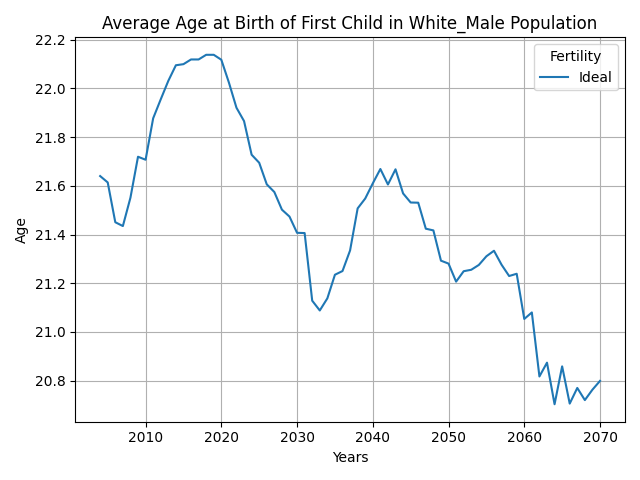 Average Age at Birth of First Child in White_Male Population
Fertility
Ideal
22.2
22.0
21.8
21.6
21.4
21.2
21.0
20.8
Age
2010 2020 2030 2040 2050 2060 2070
Years